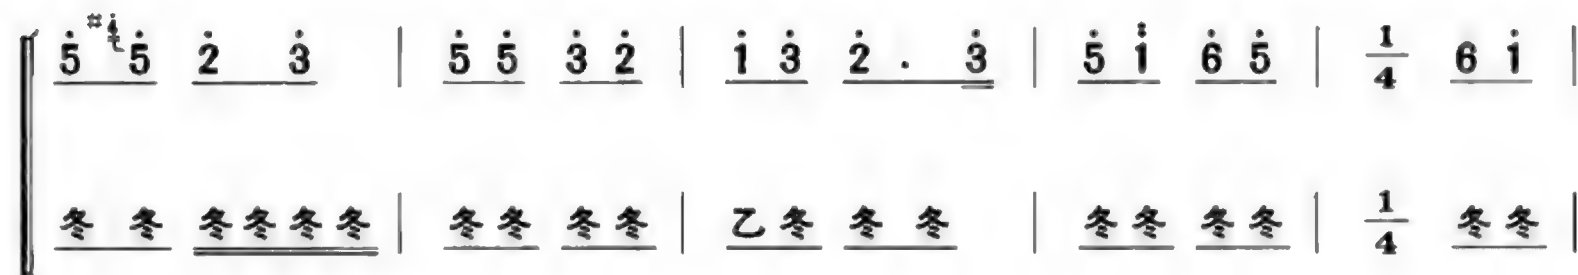 5 #4 5 2 3 | 5 5 3 2 | 1 3 2 . 3 | 5 1 6 5 | 1/4 6 1 |
冬 冬 冬冬冬冬 | 冬冬 冬冬 | 乙冬 冬 冬 | 冬冬 冬冬 | 1/4 冬冬 |